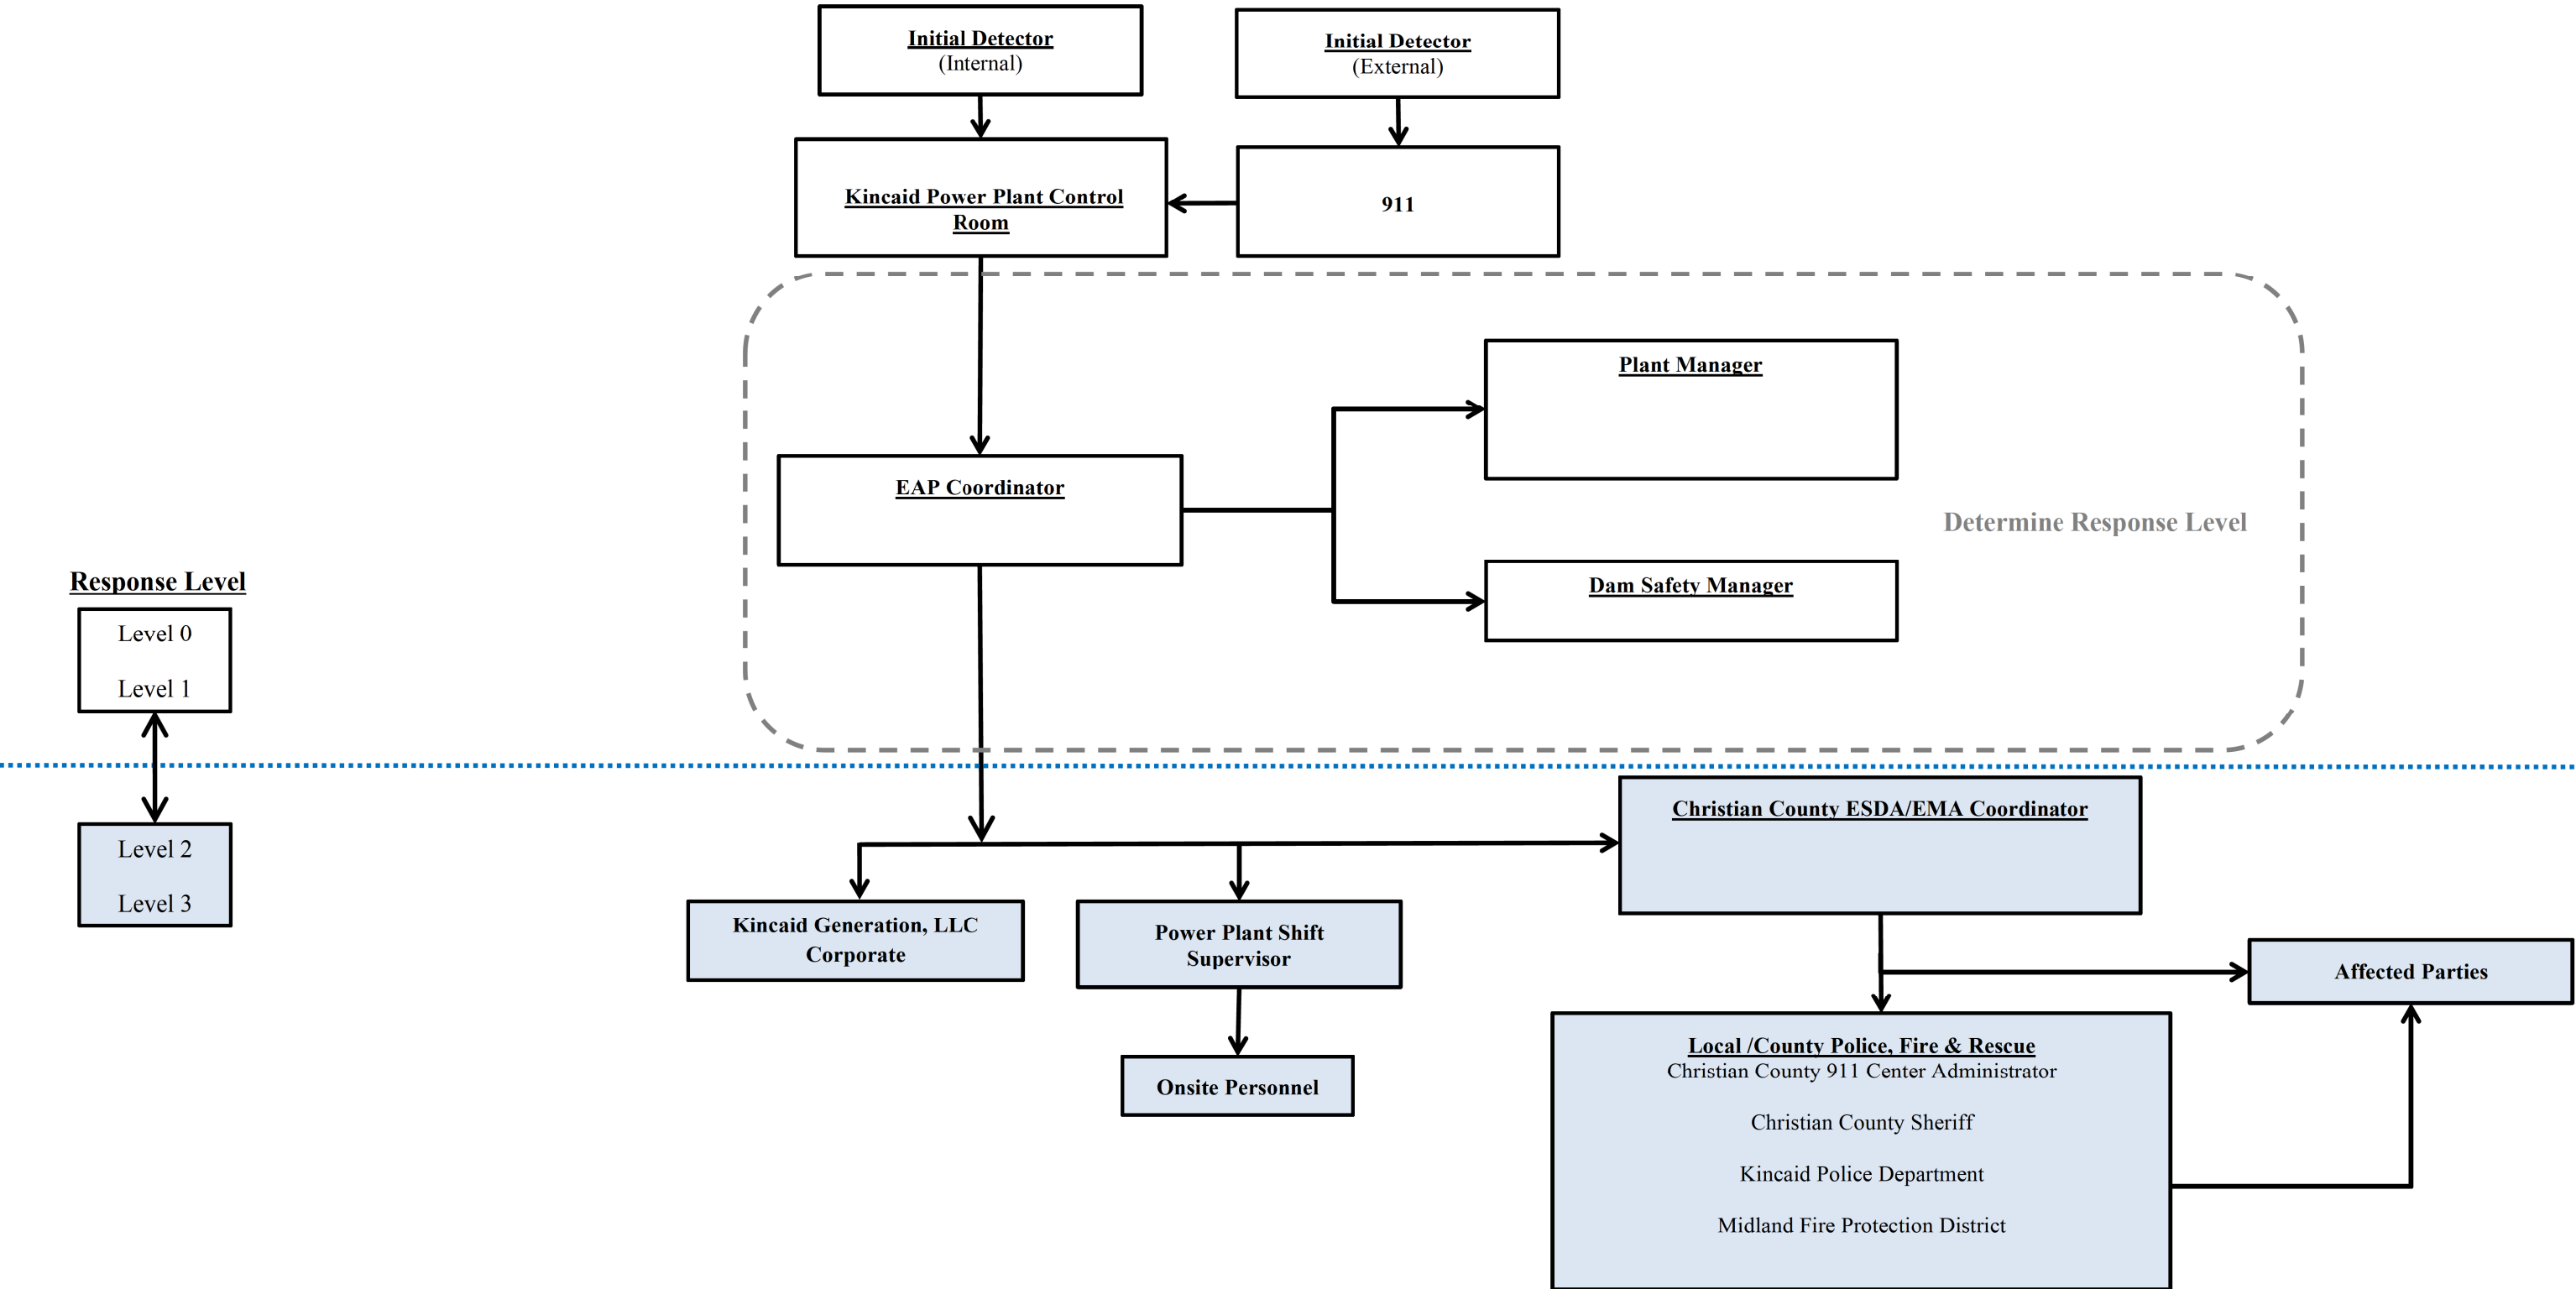 Initial Detector
(Internal)
Initial Detector
(External)
Kincaid Power Plant Control
Room
911
Plant Manager
EAP Coordinator
Determine Response Level
Dam Safety Manager
Response Level
Level 0
Level 1
Level 2
Level 3
Christian County ESDA/EMA Coordinator
Kincaid Generation, LLC
Corporate
Power Plant Shift
Supervisor
Affected Parties
Onsite Personnel
Local /County Police, Fire & Rescue
Christian County 911 Center Administrator
Christian County Sheriff
Kincaid Police Department
Midland Fire Protection District